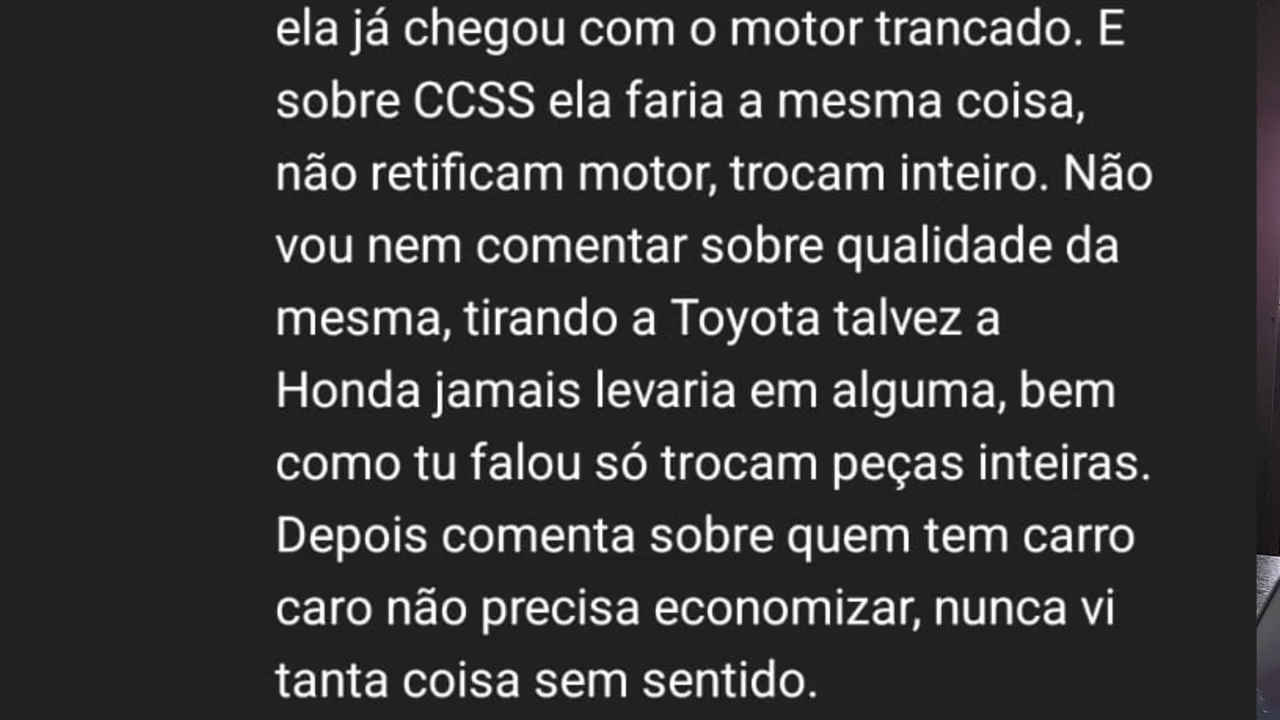 ela já chegou com o motor trancado. E
sobre CCSS ela faria a mesma coisa,
não retificam motor, trocam inteiro. Não
vou nem comentar sobre qualidade da
mesma, tirando a Toyota talvez a
Honda jamais levaria em alguma, bem
como tu falou só trocam peças inteiras.
Depois comenta sobre quem tem carro
caro não precisa economizar, nunca vi
tanta coisa sem sentido.